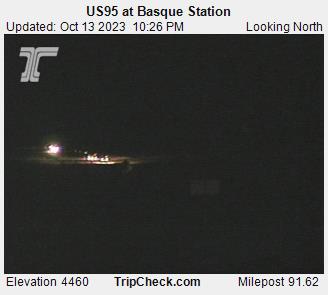 US95 at Basque Station
Updated: Oct 13 2023 10:26 PM Looking North
Elevation 4460 TripCheck.com Milepost 91.62